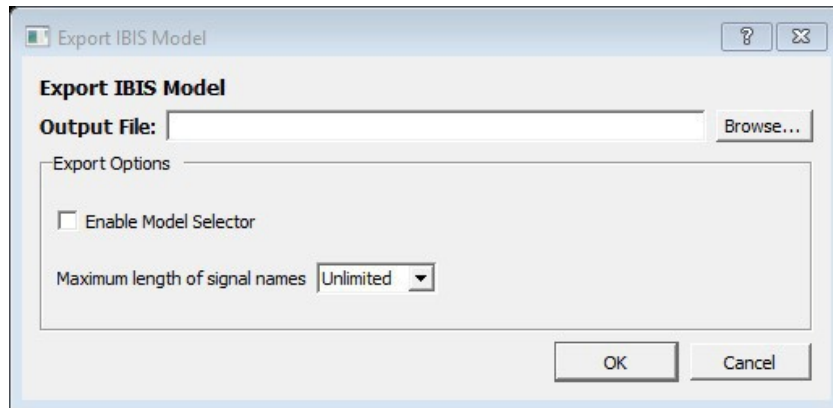 Export IBIS Model
Export IBIS Model
Output File: Browse...
Export Options
Enable Model Selector
Maximum length of signal names Unlimited
OK Cancel